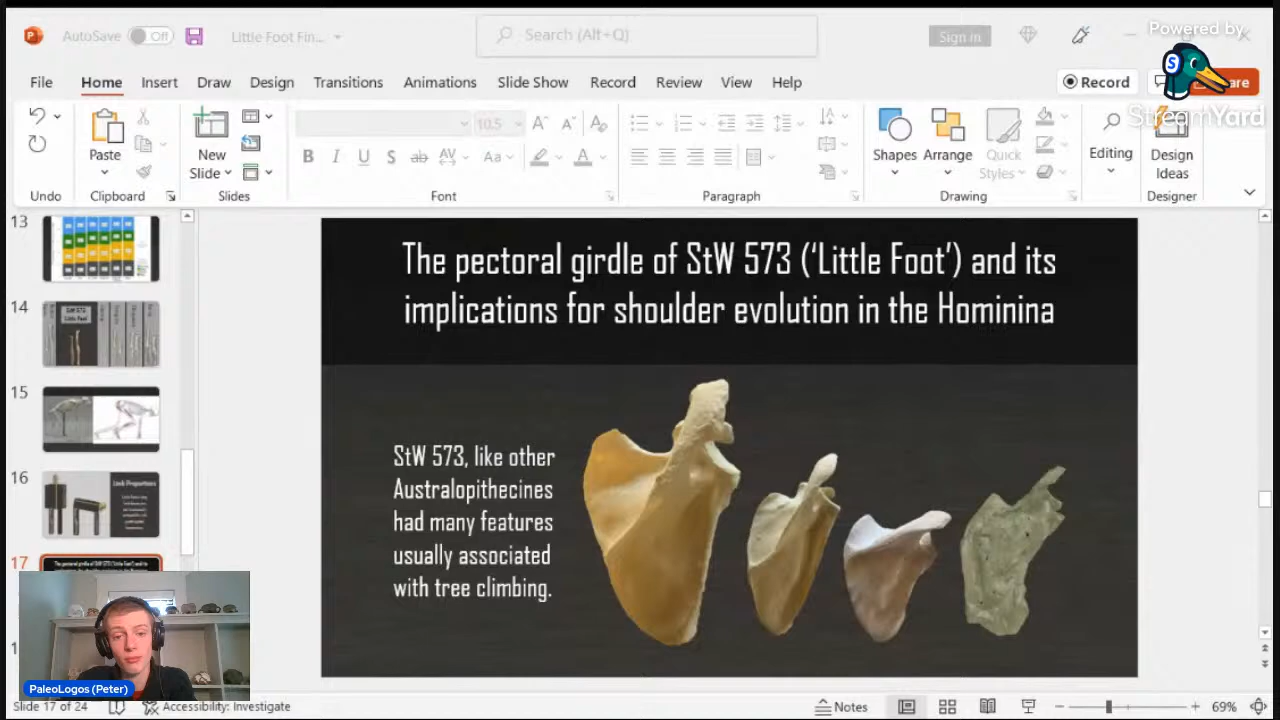 Powered by
StreamYard
AutoSave
Off
Little Foot Fin...
Search (Alt+Q)
Sign in
File
Home
Insert
Draw
Design
Transitions
Animations
Slide Show
Record
Review
View
Help
Record
Undo
Paste
Clipboard
New
Slide
Slides
Font
Paragraph
Shapes
Arrange
Quick
Styles
Drawing
Editing
Design
Ideas
Designer
13
14
15
16
17
The pectoral girdle of StW 573 ('Little Foot') and its
implications for shoulder evolution in the Hominina
StW 573, like other
Australopithecines
had many features
usually associated
with tree climbing.
PaleoLogos (Peter)
Slide 17 of 24
Accessibility: Investigate
Notes
69%